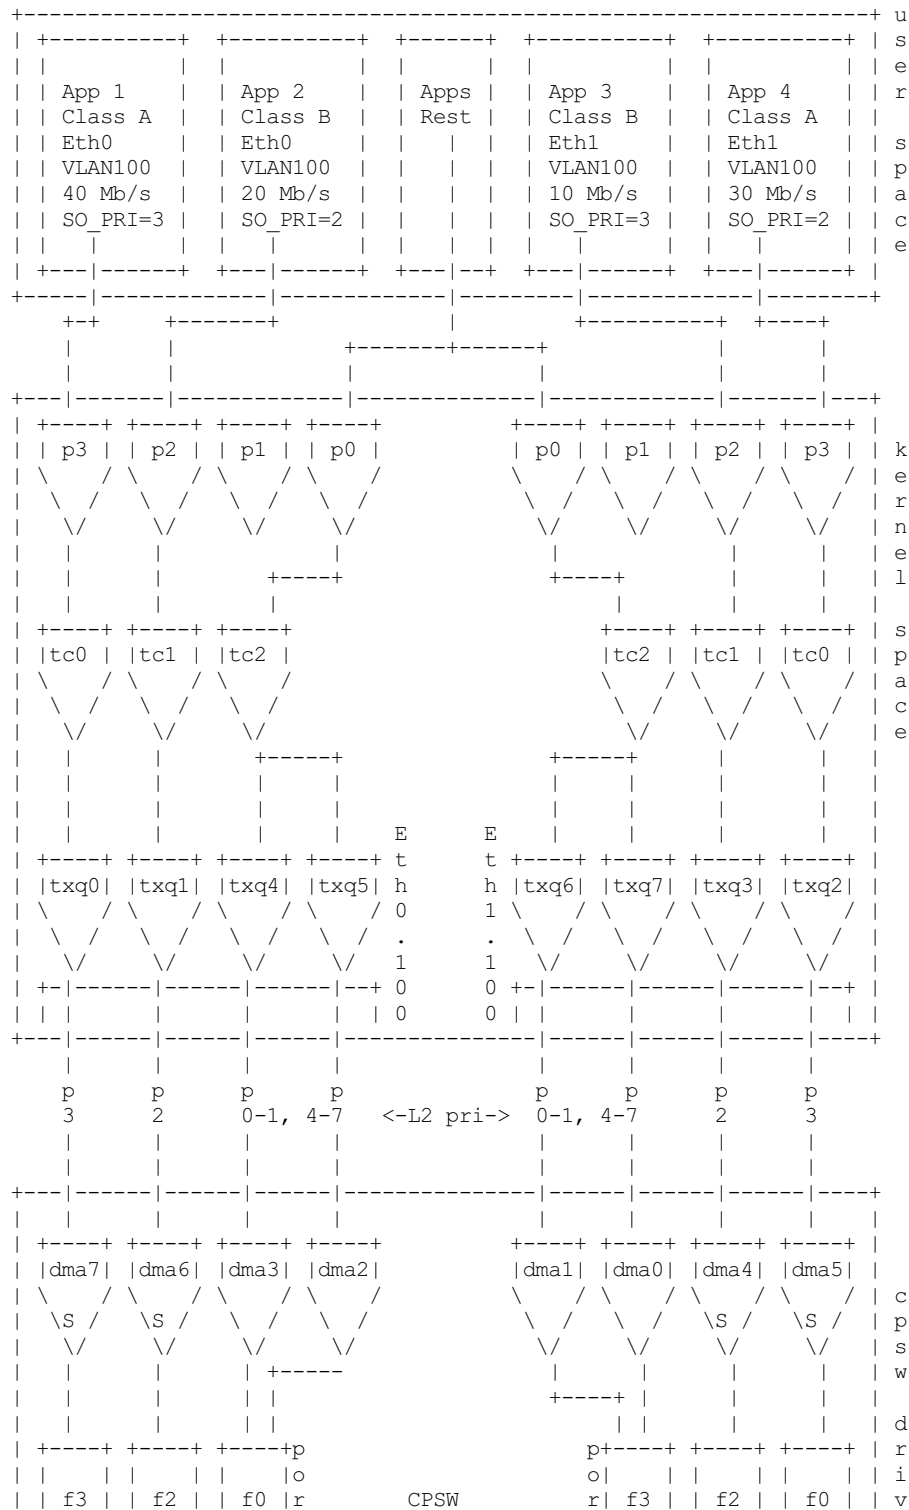 user space
App 1 App 2 Apps App 3 App 4
Class A Class B Rest Class B Class A
Eth0 Eth0 Eth1 Eth1
VLAN100 VLAN100 VLAN100 VLAN100
40 Mb/s 20 Mb/s 10 Mb/s 30 Mb/s
SO_PRI=3 SO_PRI=2 SO_PRI=3 SO_PRI=2
kernel space
p3 p2 p1 p0 p0 p1 p2 p3
tc0 tc1 tc2 tc2 tc1 tc0
Eth0.100
Eth1.100
txq0 txq1 txq4 txq5 txq6 txq7 txq3 txq2
p p p p p p p p
3 2 0-1, 4-7 <-L2 pri-> 0-1, 4-7 2 3
cpsw driv
dma7 dma6 dma3 dma2 dma1 dma0 dma4 dma5
S S S S
por
por
f3 f2 f0 CPSW f3 f2 f0